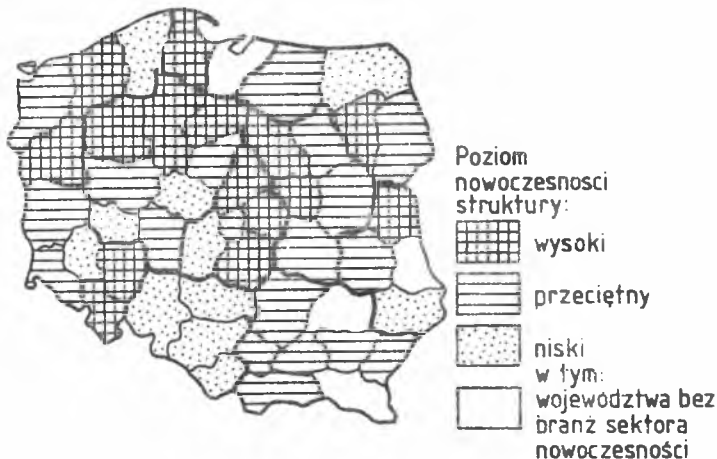 Poziom
nowoczesnosci
struktury:
wysoki
przeciętny
niski
w tym:
województwa bez
branż sektora
nowoczesności